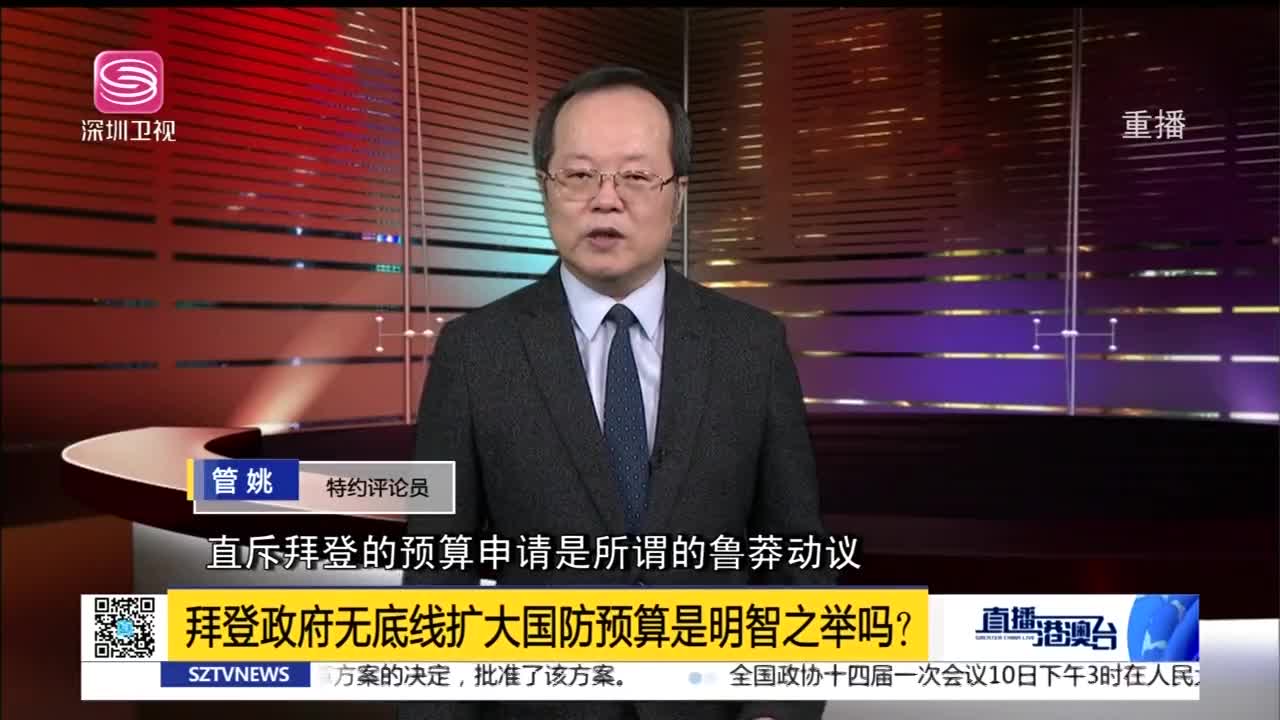 深圳卫视
重播
管姚
特约评论员
直斥拜登的预算申请是所谓的鲁莽动议
拜登政府无底线扩大国防预算是明智之举吗?
直播港澳台
GREATER CHINA LIVE
SZTVNEWS
方案的决定，批准了该方案。
全国政协十四届一次会议10日下午3时在人民